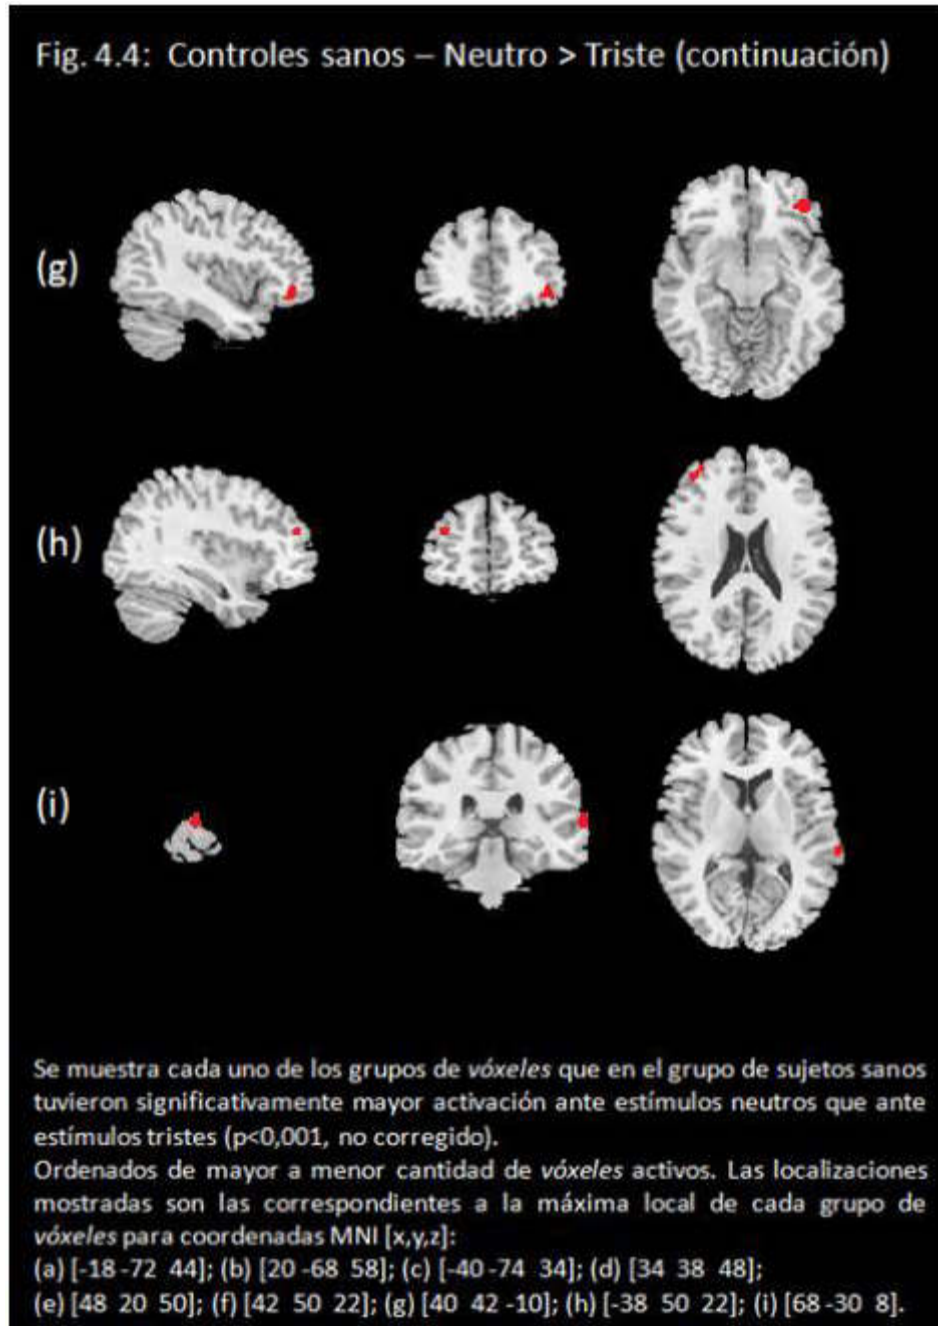 Fig. 4.4: Controles sanos – Neutro > Triste (continuación)
(g)
(h)
(i)
Se muestra cada uno de los grupos de vóxeles que en el grupo de sujetos sanos
tuvieron significativamente mayor activación ante estímulos neutros que ante
estímulos tristes (p<0,001, no corregido).
Ordenados de mayor a menor cantidad de vóxeles activos. Las localizaciones
mostradas son las correspondientes a la máxima local de cada grupo de
vóxeles para coordenadas MNI [x,y,z]:
(a) [-18 -72 44]; (b) [20 -68 58]; (c) [-40 -74 34]; (d) [34 38 48];
(e) [48 20 50]; (f) [42 50 22]; (g) [40 42 -10]; (h) [-38 50 22]; (i) [68 -30 8].